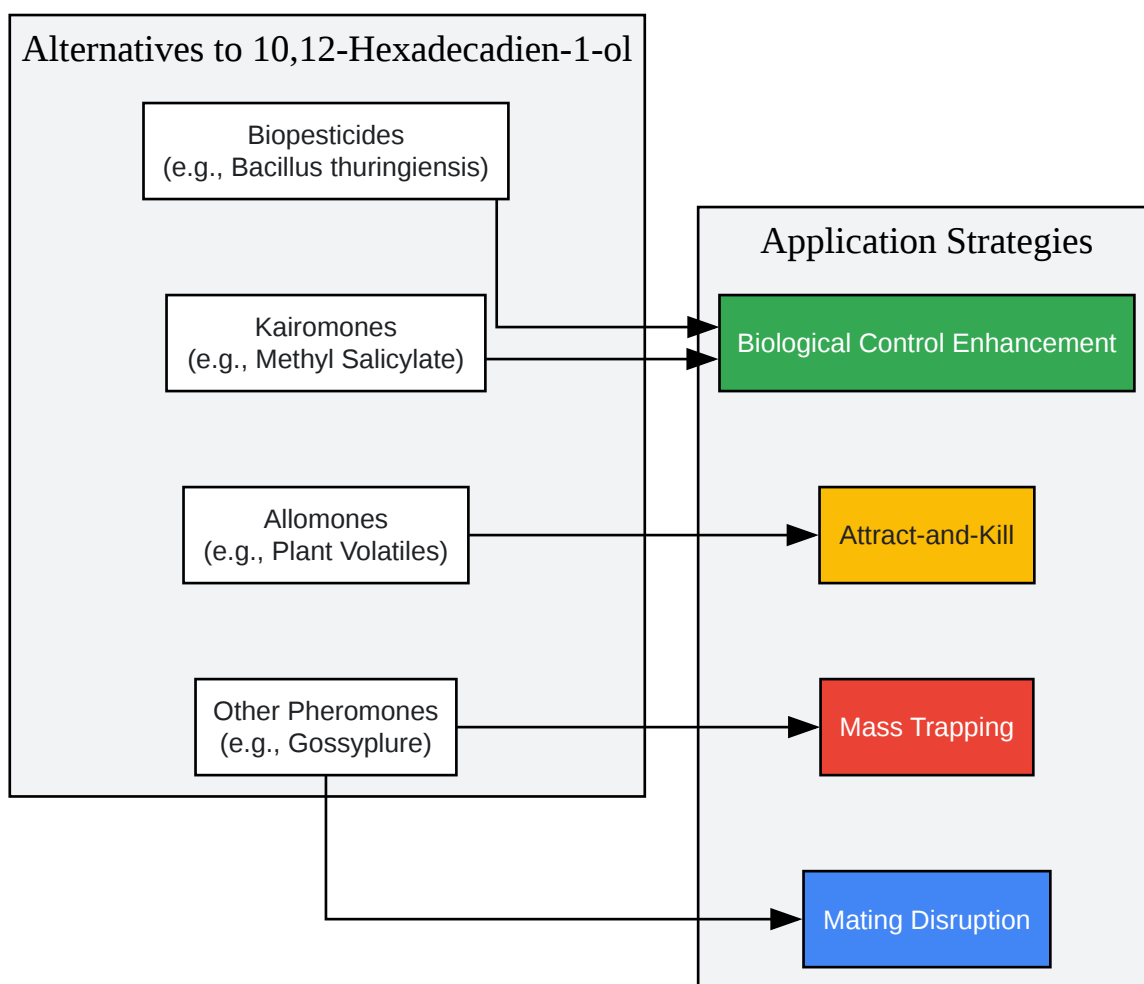 Alternatives to 10,12-Hexadecadien-1-ol
Biopesticides
(e.g., Bacillus thuringiensis)
Kairomones
(e.g., Methyl Salicylate)
Allomones
(e.g., Plant Volatiles)
Other Pheromones
(e.g., Gossyplure)
Application Strategies
Biological Control Enhancement
Attract-and-Kill
Mass Trapping
Mating Disruption